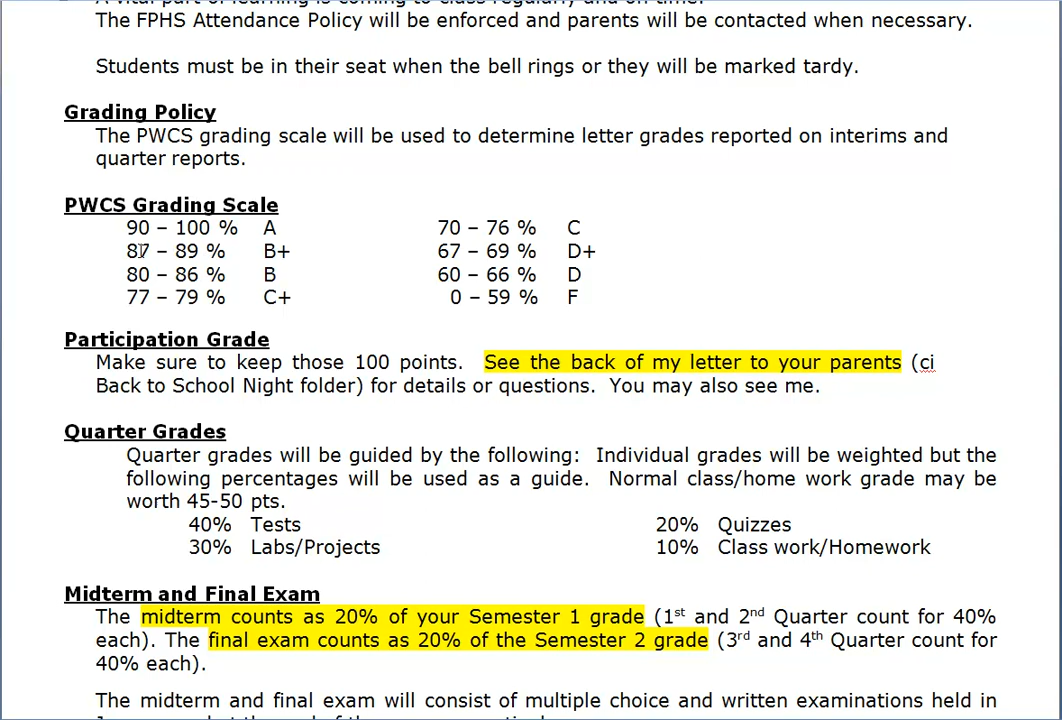 The FPHS Attendance Policy will be enforced and parents will be contacted when necessary.
Students must be in their seat when the bell rings or they will be marked tardy.
Grading Policy
The PWCS grading scale will be used to determine letter grades reported on interims and
quarter reports.
PWCS Grading Scale
90 – 100 % A 70 – 76 % C
87 – 89 % B+ 67 – 69 % D+
80 – 86 % B 60 – 66 % D
77 – 79 % C+ 0 – 59 % F
Participation Grade
Make sure to keep those 100 points. See the back of my letter to your parents (ci
Back to School Night folder) for details or questions. You may also see me.
Quarter Grades
Quarter grades will be guided by the following: Individual grades will be weighted but the
following percentages will be used as a guide. Normal class/home work grade may be
worth 45-50 pts.
40% Tests 20% Quizzes
30% Labs/Projects 10% Class work/Homework
Midterm and Final Exam
The midterm counts as 20% of your Semester 1 grade (1st and 2nd Quarter count for 40%
each). The final exam counts as 20% of the Semester 2 grade (3rd and 4th Quarter count for
40% each).
The midterm and final exam will consist of multiple choice and written examinations held in